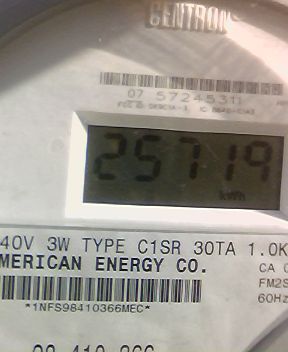 CENTRON
07 57245311
25719
kWh
40V 3W TYPE C1SR 30TA 1.0K
MERICAN ENERGY CO.
CA 0
FM2S
60Hz
*1NFS98410366MEC*